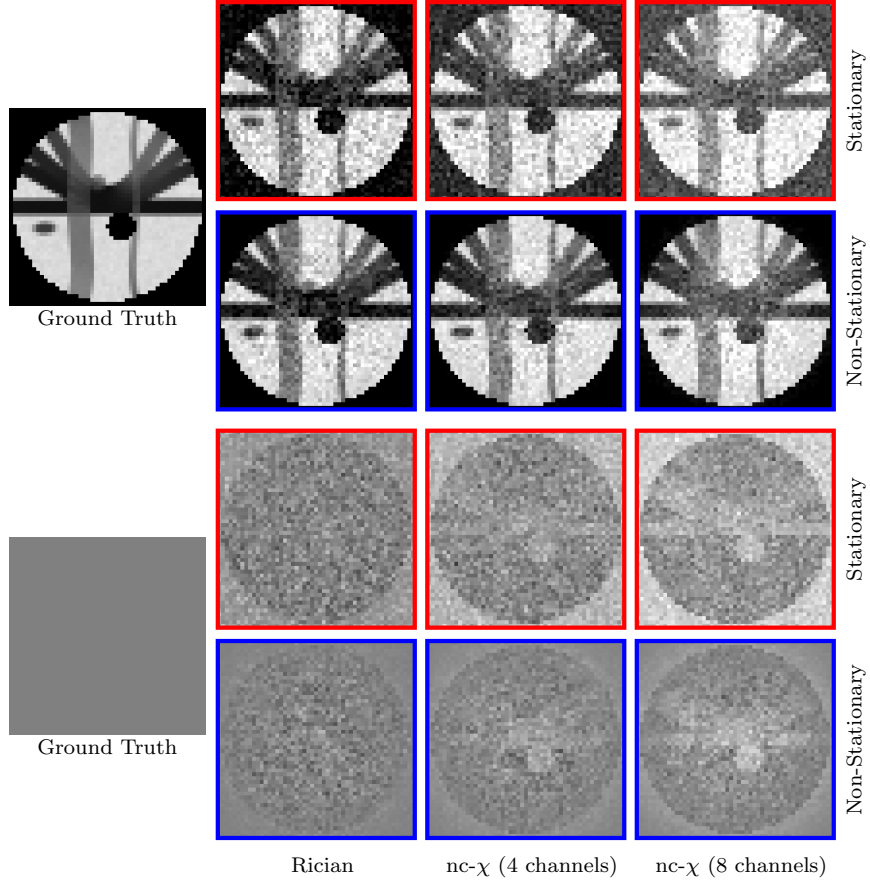 Stationary
Ground Truth
Non-Stationary
Stationary
Ground Truth
Non-Stationary
Rician
nc-χ (4 channels)
nc-χ (8 channels)